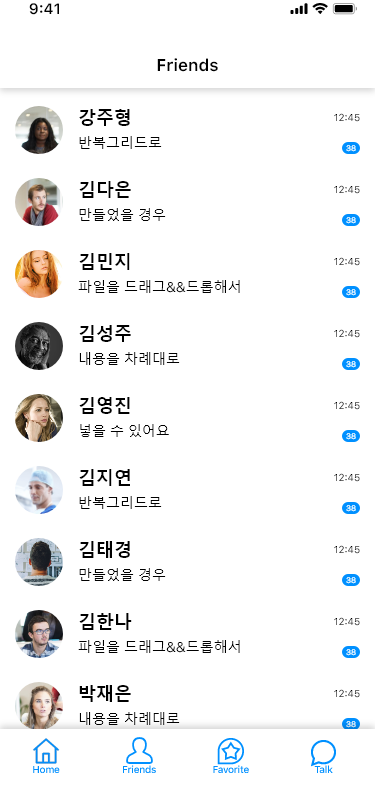 9:41
Friends
강주형 12:45
반복그리드로 38
김다은 12:45
만들었을 경우 38
김민지 12:45
파일을 드래그&&드롭해서 38
김성주 12:45
내용을 차례대로 38
김영진 12:45
넣을 수 있어요 38
김지연 12:45
반복그리드로 38
김태경 12:45
만들었을 경우 38
김한나 12:45
파일을 드래그&&드롭해서 38
박재은 12:45
내용을 차례대로 38
Home Friends Favorite Talk